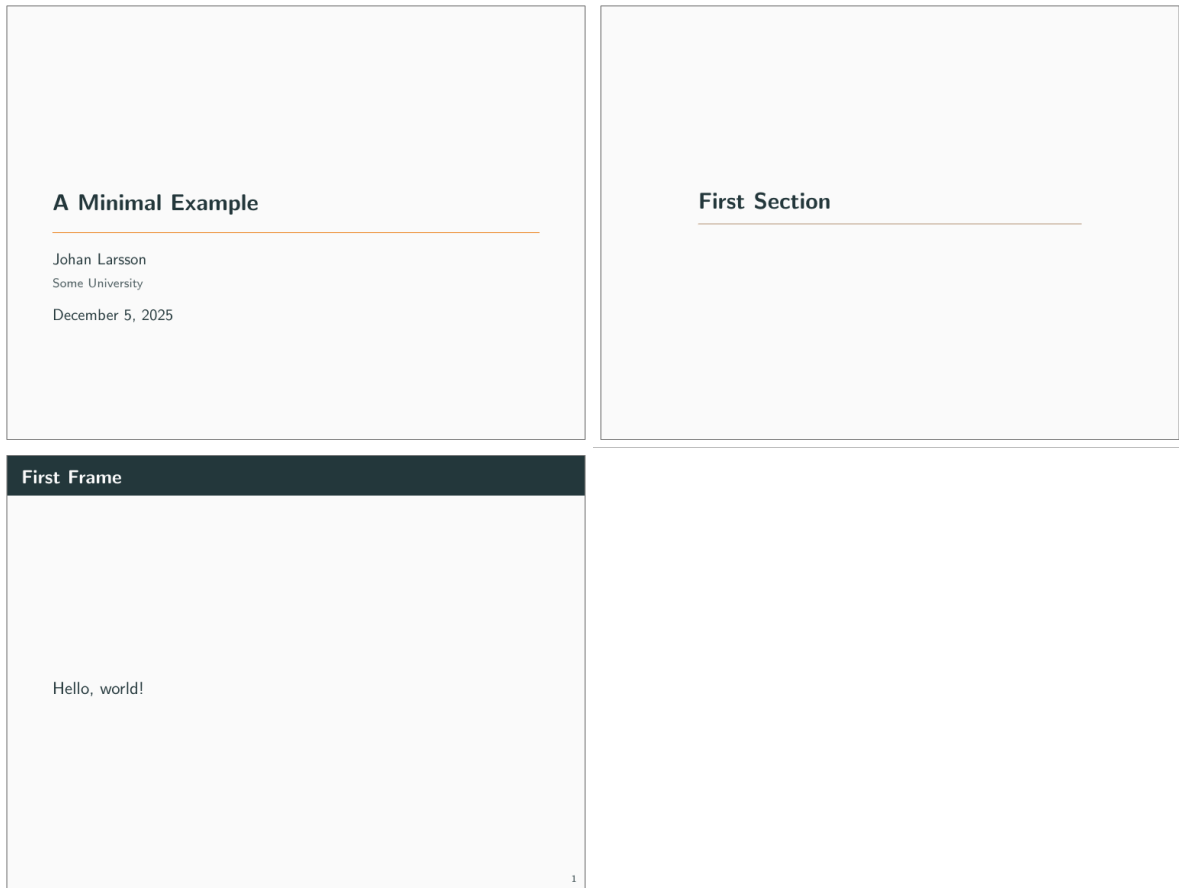 A Minimal Example
Johan Larsson
Some University
December 5, 2025
First Section
First Frame
Hello, world!
1